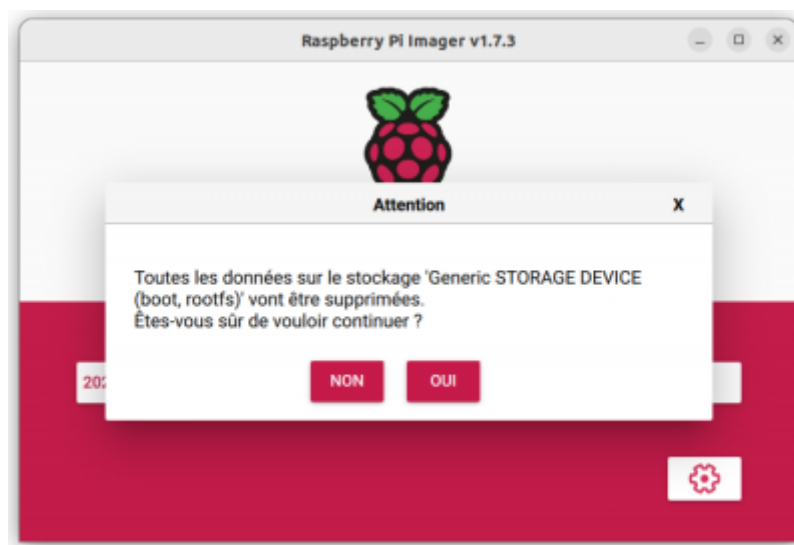 Raspberry Pi Imager v1.7.3
Attention
X
Toutes les données sur le stockage 'Generic STORAGE DEVICE
(boot, rootfs)' vont être supprimées.
Êtes-vous sûr de vouloir continuer ?
NON OUI